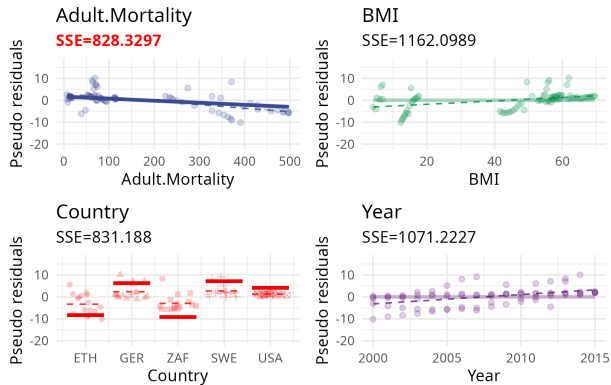 Adult.Mortality
SSE=828.3297
Pseudo residuals
10
0
-10
-20
0 100 200 300 400 500
Adult.Mortality
BMI
SSE=1162.0989
Pseudo residuals
10
0
-10
-20
20 40 60
BMI
Country
SSE=831.188
Pseudo residuals
10
0
-10
-20
ETH GER ZAF SWE USA
Country
Year
SSE=1071.2227
Pseudo residuals
10
0
-10
-20
2000 2005 2010 2015
Year